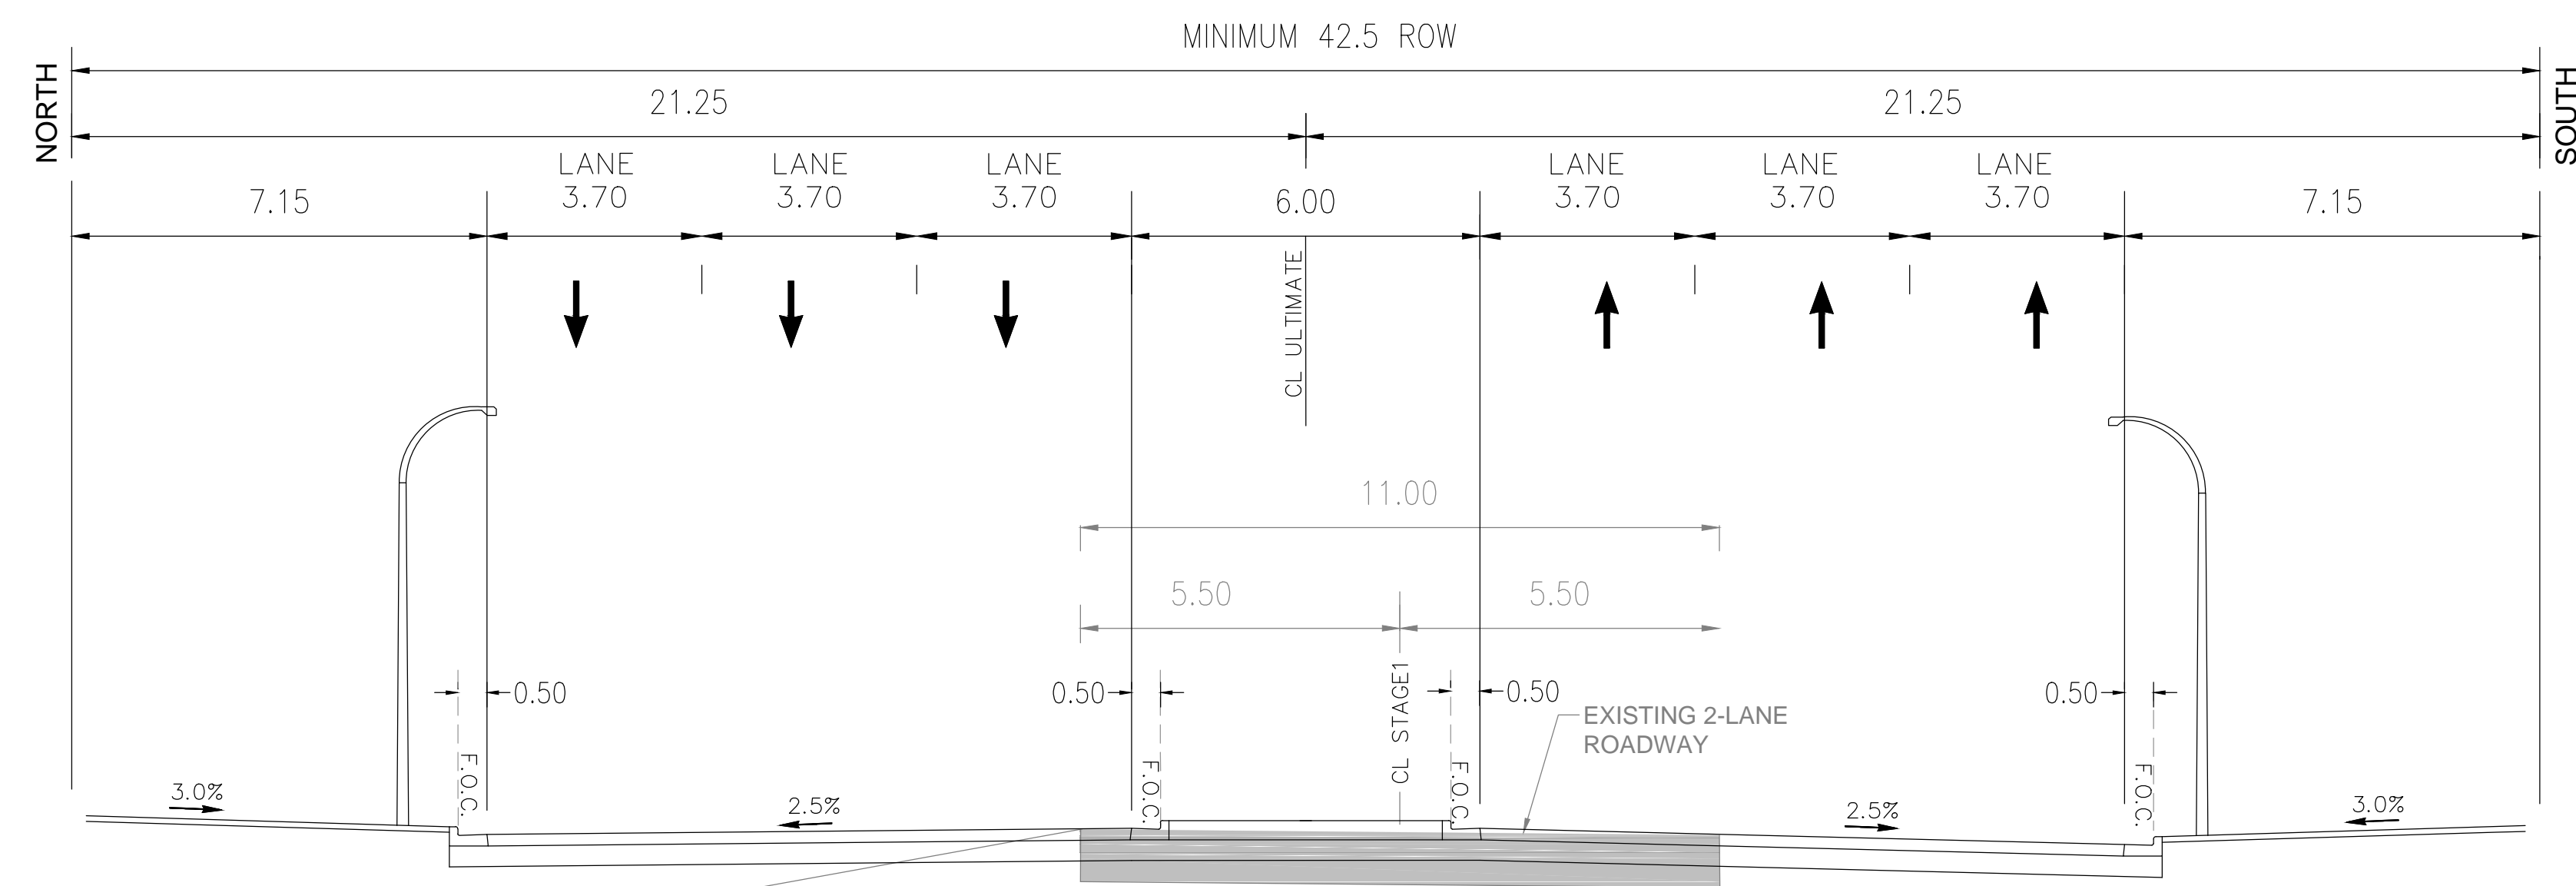 MINIMUM 42.5 ROW
NORTH
SOUTH
21.25
21.25
LANE
3.70
LANE
3.70
LANE
3.70
LANE
3.70
LANE
3.70
LANE
3.70
7.15
6.00
7.15
CL ULTIMATE
11.00
5.50
5.50
CL STAGE1
0.50
0.50
0.50
0.50
EXISTING 2-LANE
ROADWAY
F.O.C.
F.O.C.
F.O.C.
F.O.C.
3.0%
2.5%
2.5%
3.0%